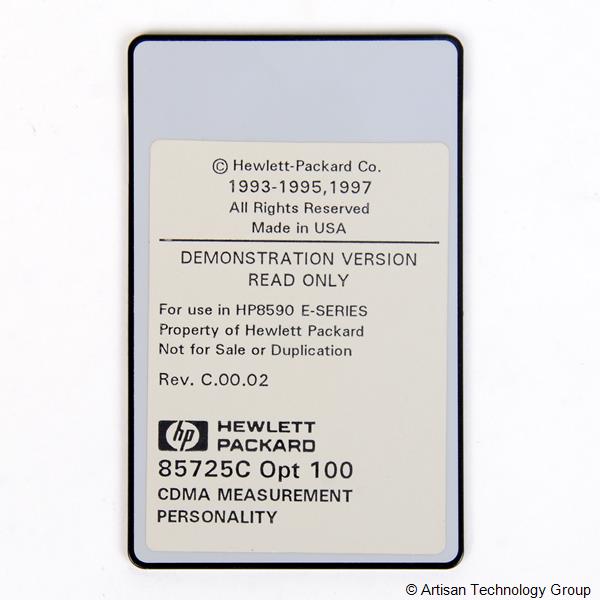 © Hewlett-Packard Co.
1993-1995,1997
All Rights Reserved
Made in USA
DEMONSTRATION VERSION
READ ONLY
For use in HP8590 E-SERIES
Property of Hewlett Packard
Not for Sale or Duplication
Rev. C.00.02
hp HEWLETT
PACKARD
85725C Opt 100
CDMA MEASUREMENT
PERSONALITY
© Artisan Technology Group